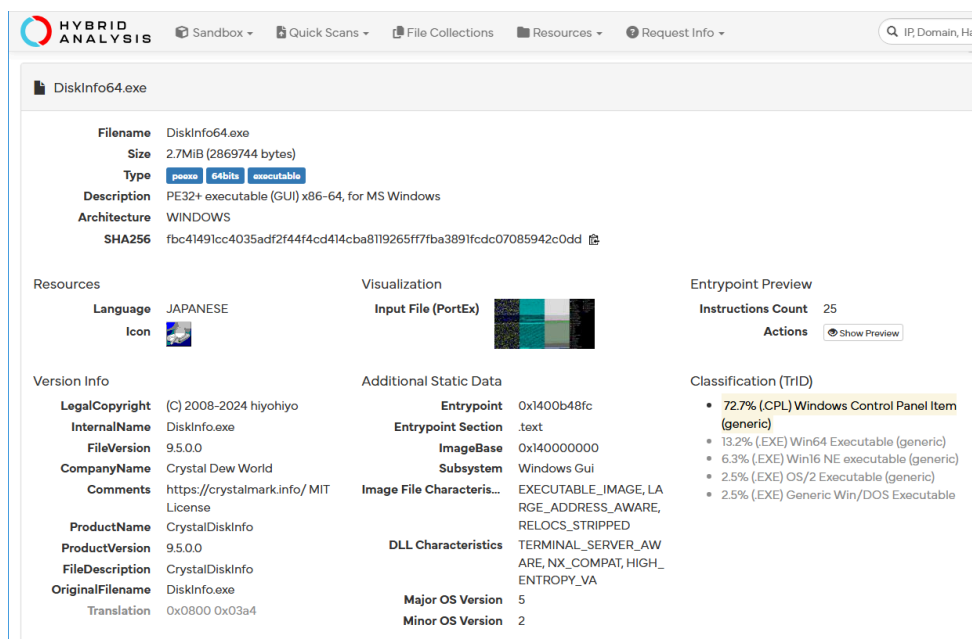 HYBRID
ANALYSIS
Sandbox
Quick Scans
File Collections
Resources
Request Info
IP, Domain, Ha
DiskInfo64.exe
Filename DiskInfo64.exe
Size 2.7MiB (2869744 bytes)
Type peexe 64bits executable
Description PE32+ executable (GUI) x86-64, for MS Windows
Architecture WINDOWS
SHA256 fbc41491cc4035adf2f44f4cd414cba8119265ff7fba3891fcdc07085942c0dd
Resources
Language JAPANESE
Icon
Visualization
Input File (PortEx)
Entrypoint Preview
Instructions Count 25
Actions Show Preview
Version Info
LegalCopyright (C) 2008-2024 hiyohiyo
InternalName DiskInfo.exe
FileVersion 9.5.0.0
CompanyName Crystal Dew World
Comments https://crystalmark.info/ MIT
License
ProductName CrystalDiskInfo
ProductVersion 9.5.0.0
FileDescription CrystalDiskInfo
OriginalFilename DiskInfo.exe
Translation 0x0800 0x03a4
Additional Static Data
Entrypoint 0x1400b48fc
Entrypoint Section .text
ImageBase 0x140000000
Subsystem Windows Gui
Image File Characteris... EXECUTABLE_IMAGE, LA
RGE_ADDRESS_AWARE,
RELOCS_STRIPPED
DLL Characteristics TERMINAL_SERVER_AW
ARE, NX_COMPAT, HIGH_
ENTROPY_VA
Major OS Version 5
Minor OS Version 2
Classification (TrID)
72.7% (.CPL) Windows Control Panel Item
(generic)
13.2% (.EXE) Win64 Executable (generic)
6.3% (.EXE) Win16 NE executable (generic)
2.5% (.EXE) OS/2 Executable (generic)
2.5% (.EXE) Generic Win/DOS Executable